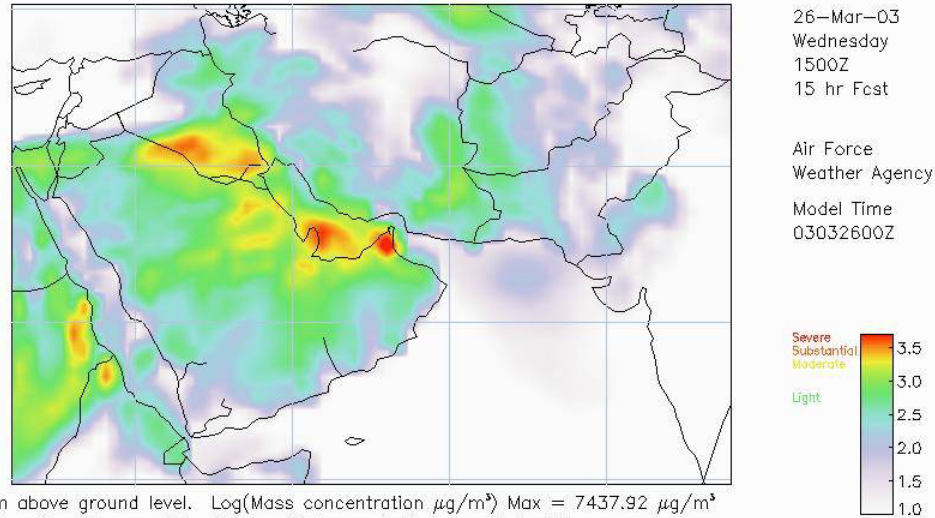 26-Mar-03
Wednesday
1500Z
15 hr Fcst
Air Force
Weather Agency
Model Time
03032600Z
Severe
Substantial
Moderate
Light
3.5
3.0
2.5
2.0
1.5
1.0
above ground level. Log(Mass concentration µg/m³) Max = 7437.92 µg/m³